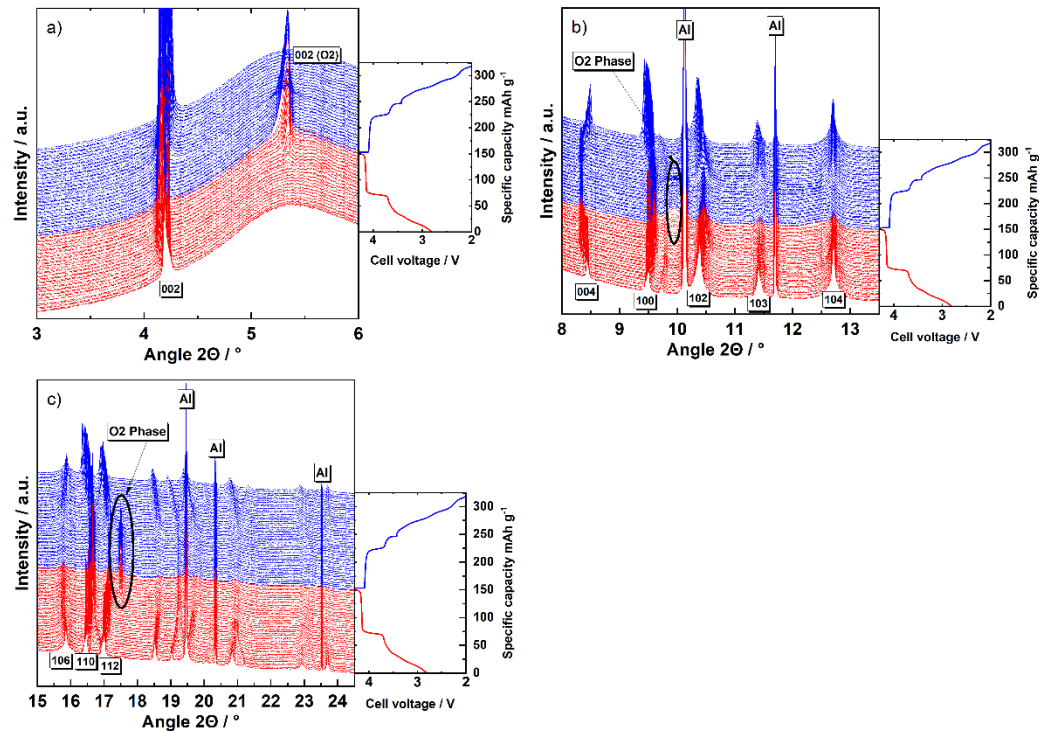 a)
002 (O2)
002
Intensity / a.u.
3 4 5 6
Angle 2Θ / °
0 50 100 150 200 250 300
Specific capacity mAh g-1
4 3 2
Cell voltage / V
b)
Al
Al
O2 Phase
004
100
102
103
104
Intensity / a.u.
8 9 10 11 12 13
Angle 2Θ / °
0 50 100 150 200 250 300
Specific capacity mAh g-1
4 3 2
Cell voltage / V
c)
Al
O2 Phase
Al
Al
106
110
112
Intensity / a.u.
15 16 17 18 19 20 21 22 23 24
Angle 2Θ / °
0 50 100 150 200 250 300
Specific capacity mAh g-1
4 3 2
Cell voltage / V